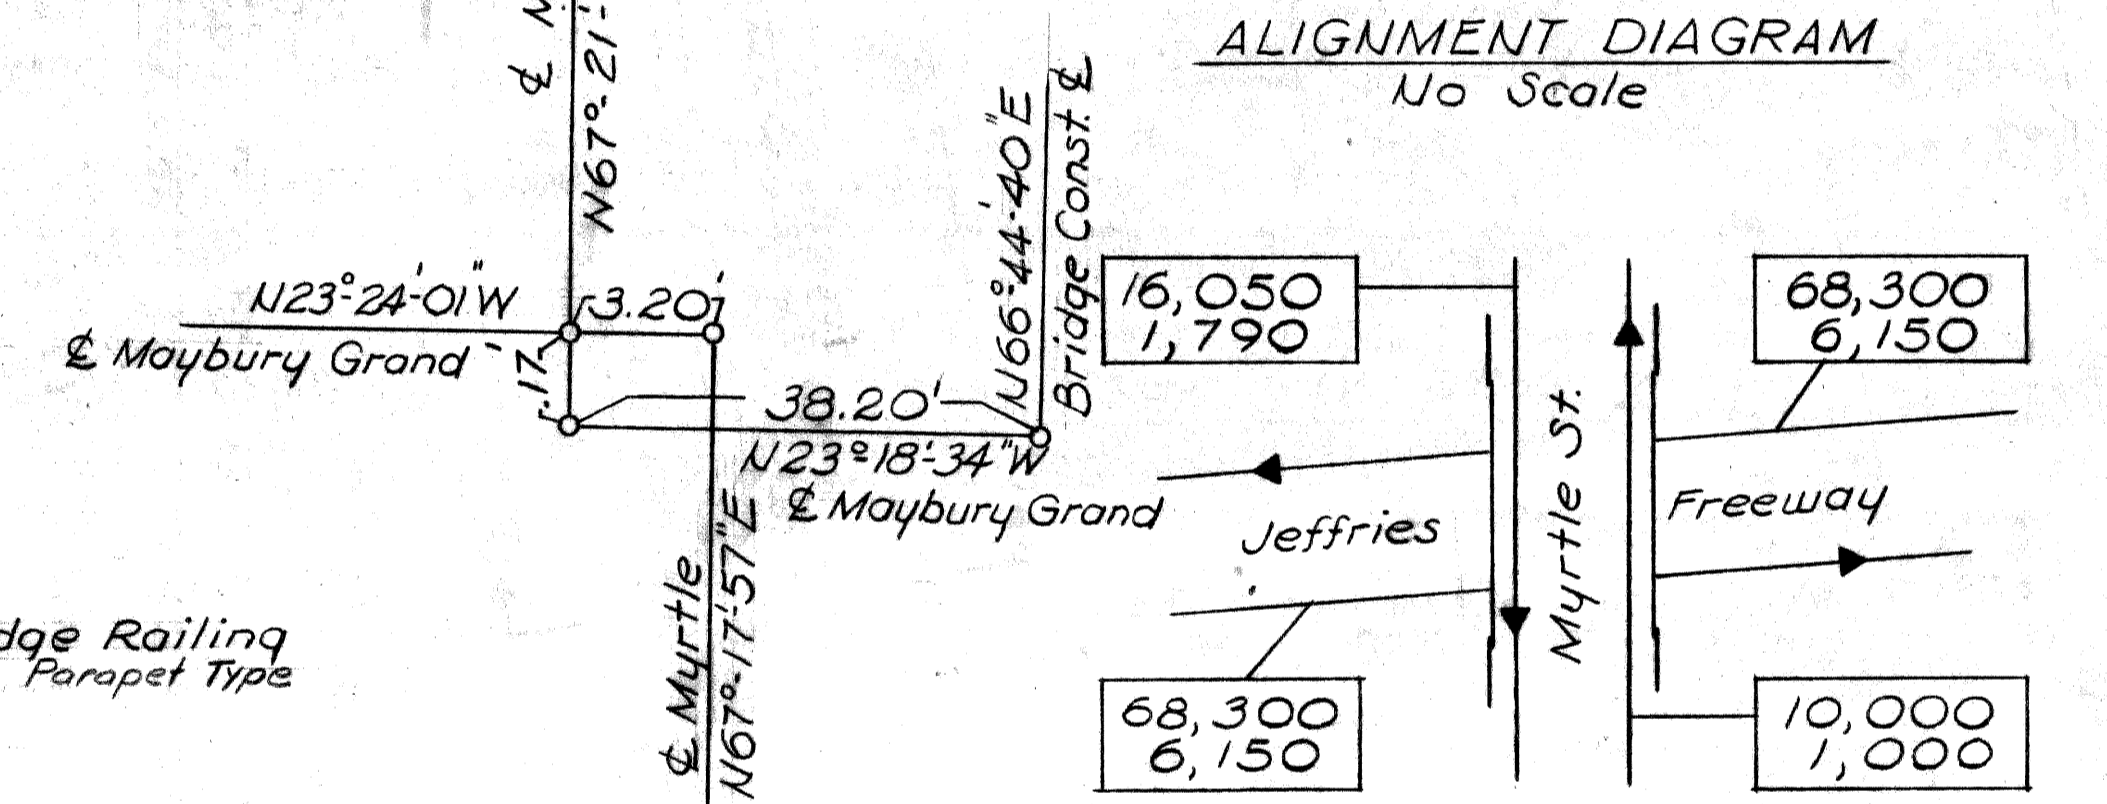 ALIGNMENT DIAGRAM
No Scale
℄
N67°-21'-
N66°-44'-40"E
Bridge Const. ℄
N23°-24'-01"W
3.20'
℄ Maybury Grand
.17'
38.20'
N23°-18'-34"W
℄ Maybury Grand
℄ Myrtle
N67°-17'-57"E
dge Railing
Parapet Type
16,050
1,790
68,300
6,150
Myrtle St.
Jeffries
Freeway
68,300
6,150
10,000
1,000